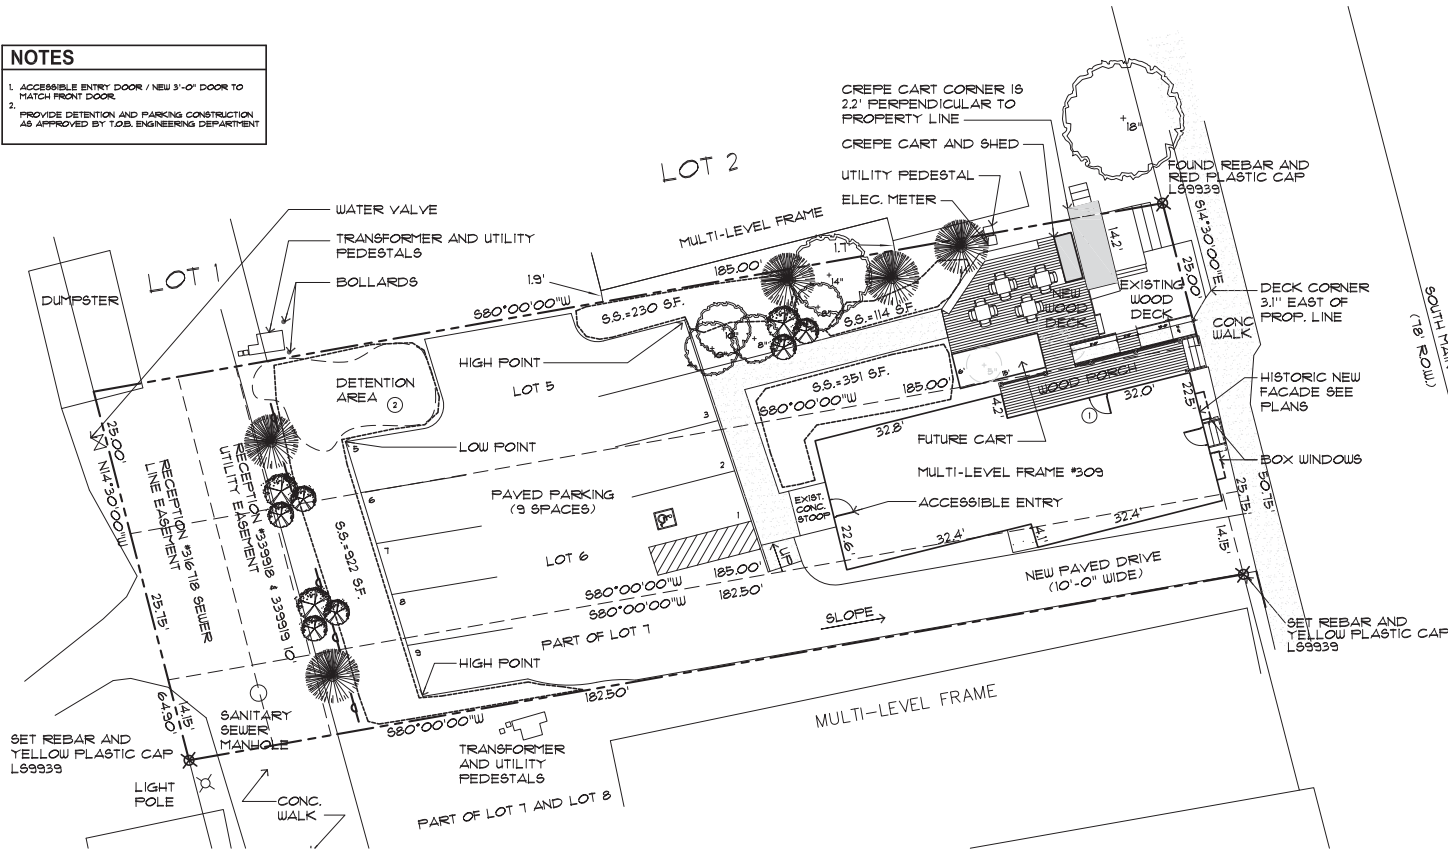 NOTES
1. ACCESSIBLE ENTRY DOOR / NEW 3'-0" DOOR TO
MATCH FRONT DOOR.
2.
PROVIDE DETENTION AND PARKING CONSTRUCTION
AS APPROVED BY T.O.B. ENGINEERING DEPARTMENT
CREPE CART CORNER IS
2.2' PERPENDICULAR TO
PROPERTY LINE
CREPE CART AND SHED
UTILITY PEDESTAL
ELEC. METER
18"
FOUND REBAR AND
RED PLASTIC CAP
LS9939
LOT 2
MULTI-LEVEL FRAME
WATER VALVE
TRANSFORMER AND UTILITY
PEDESTALS
BOLLARDS
LOT 1
DUMPSTER
1.9'
185.00'
1.7'
14"
S80°00'00"W
S.S.=230 S.F.
S.S.=114 S.F.
8"
14.2'
S14°30'00"E
25.00'
EXISTING
WOOD
DECK
NEW
WOOD
DECK
DECK CORNER
3.1" EAST OF
PROP. LINE
CONC
WALK
SOUTH MAIN
(78' R.O.W.)
HIGH POINT
LOT 5
DETENTION
AREA
2
LOW POINT
S.S.=351 S.F.
185.00'
S80°00'00"W
WOOD PORCH
32.0'
22.5'
4.2'
1
HISTORIC NEW
FACADE SEE
PLANS
FUTURE CART
32.8'
MULTI-LEVEL FRAME #309
BOX WINDOWS
ACCESSIBLE ENTRY
EXIST.
CONC.
STOOP
22.6'
32.4'
4.1'
32.4'
25.75'
50.75'
14.15'
25.00'
N14°30'00"W
RECEPTION #316718 SEWER
LINE EASEMENT
RECEPTION #339918 & 339919 10'
UTILITY EASEMENT
S.S.=922 S.F.
PAVED PARKING
(9 SPACES)
3
2
1
5
6
7
8
9
LOT 6
UP
185.00'
S80°00'00"W
182.50'
S80°00'00"W
PART OF LOT 7
NEW PAVED DRIVE
(10'-0" WIDE)
SLOPE
25.75'
64.90'
14.15'
HIGH POINT
182.50'
S80°00'00"W
SET REBAR AND
YELLOW PLASTIC CAP
LS9939
MULTI-LEVEL FRAME
SANITARY
SEWER
MANHOLE
SET REBAR AND
YELLOW PLASTIC CAP
LS9939
LIGHT
POLE
CONC.
WALK
TRANSFORMER
AND UTILITY
PEDESTALS
PART OF LOT 7 AND LOT 8